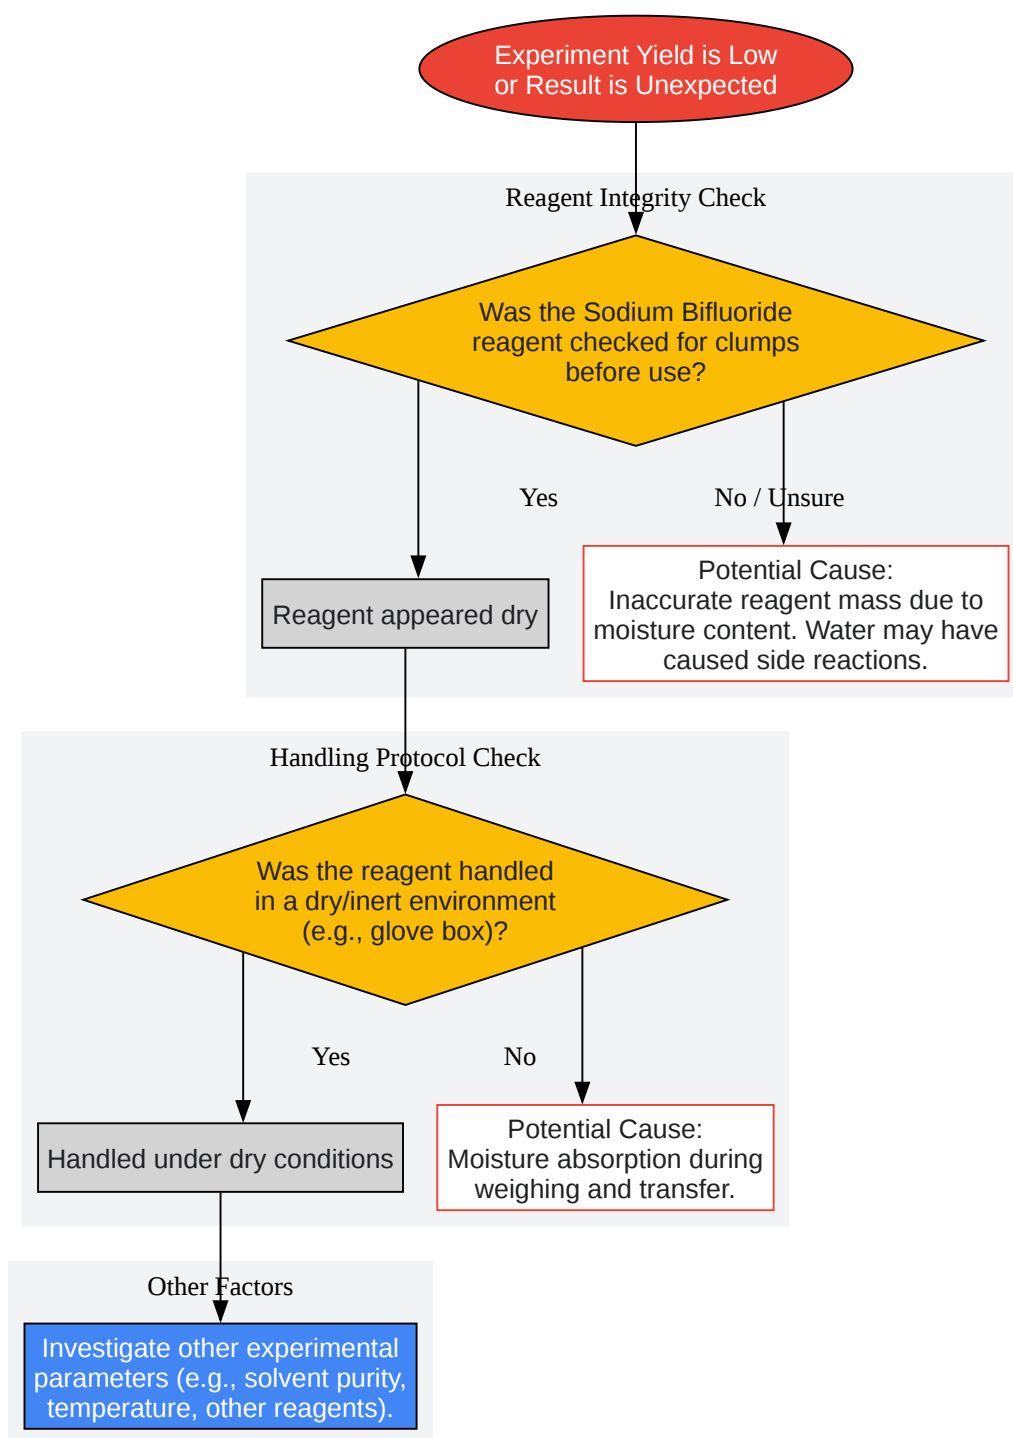 Experiment Yield is Low
or Result is Unexpected
Reagent Integrity Check
Was the Sodium Bifluoride
reagent checked for clumps
before use?
Yes
No / Unsure
Reagent appeared dry
Potential Cause:
Inaccurate reagent mass due to
moisture content. Water may have
caused side reactions.
Handling Protocol Check
Was the reagent handled
in a dry/inert environment
(e.g., glove box)?
Yes
No
Handled under dry conditions
Potential Cause:
Moisture absorption during
weighing and transfer.
Other Factors
Investigate other experimental
parameters (e.g., solvent purity,
temperature, other reagents).